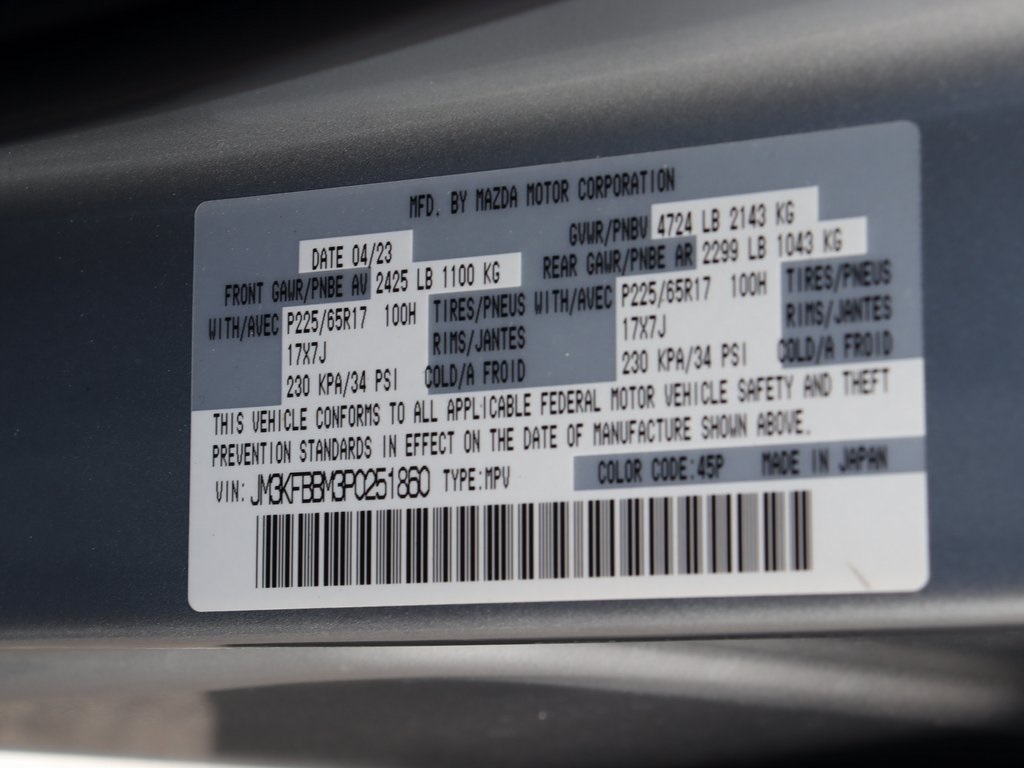 MFD. BY MAZDA MOTOR CORPORATION
DATE 04/23 GVWR/PNBV 4724 LB 2143 KG
FRONT GAWR/PNBE AV 2425 LB 1100 KG REAR GAWR/PNBE AR 2299 LB 1043 KG
WITH/AVEC P225/65R17 100H TIRES/PNEUS WITH/AVEC P225/65R17 100H TIRES/PNEUS
17X7J RIMS/JANTES 17X7J RIMS/JANTES
230 KPA/34 PSI COLD/A FROID 230 KPA/34 PSI COLD/A FROID
THIS VEHICLE CONFORMS TO ALL APPLICABLE FEDERAL MOTOR VEHICLE SAFETY AND THEFT
PREVENTION STANDARDS IN EFFECT ON THE DATE OF MANUFACTURE SHOWN ABOVE.
VIN: JM3KFBBM3P0251860 TYPE:MPV COLOR CODE:45P MADE IN JAPAN